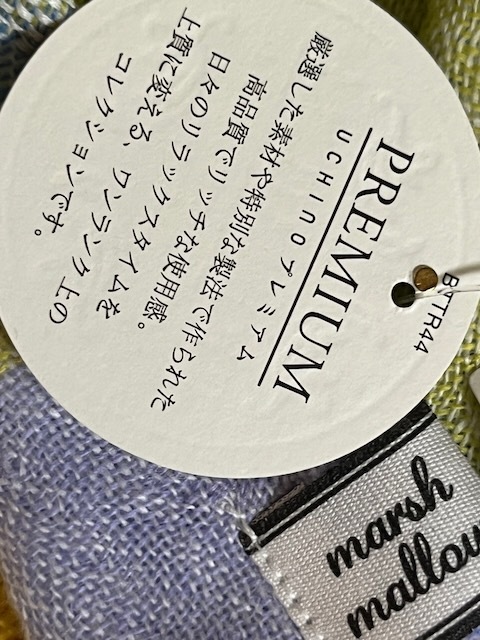 BTTR44
PREMIUM
UCHINO プレミアム
厳選した素材や特別な製法で作られた
高品質でリッチな使用感。
日々のリラックスタイムを
上質に変える、ワンランク上の
コレクションです。
marsh
mallow